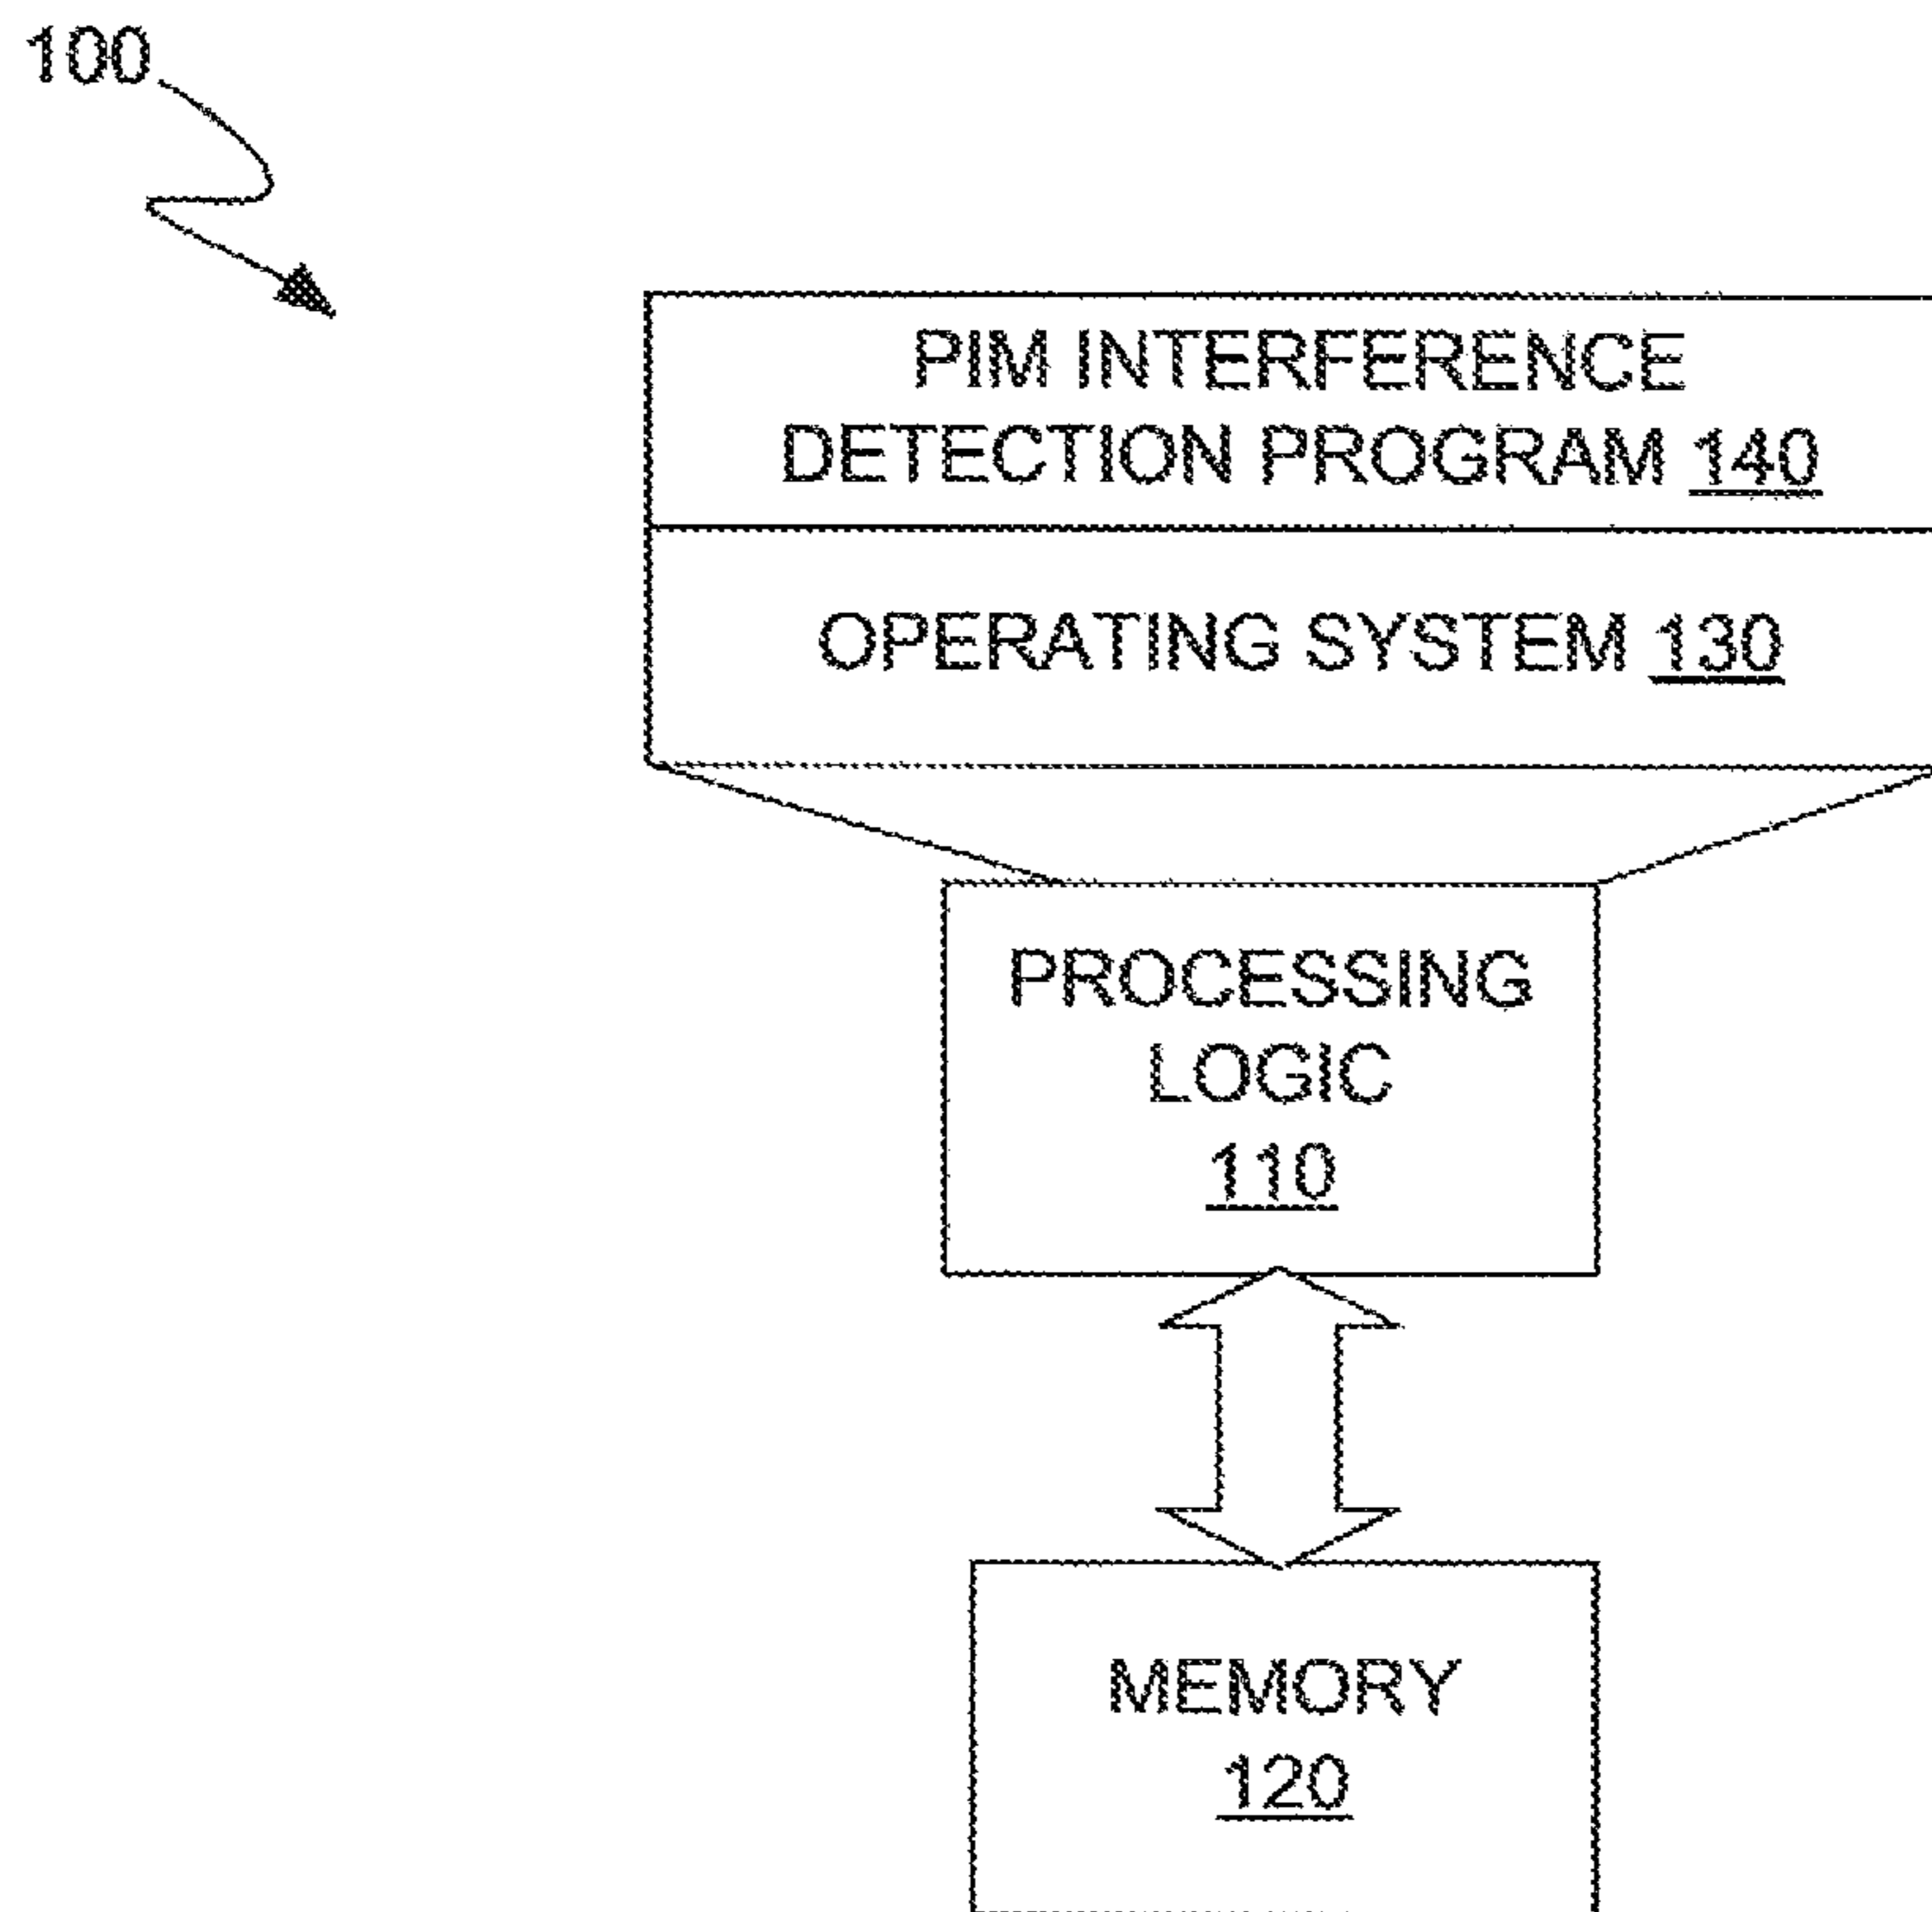 100
PIM INTERFERENCE
DETECTION PROGRAM 140
OPERATING SYSTEM 130
PROCESSING
LOGIC
110
MEMORY
120